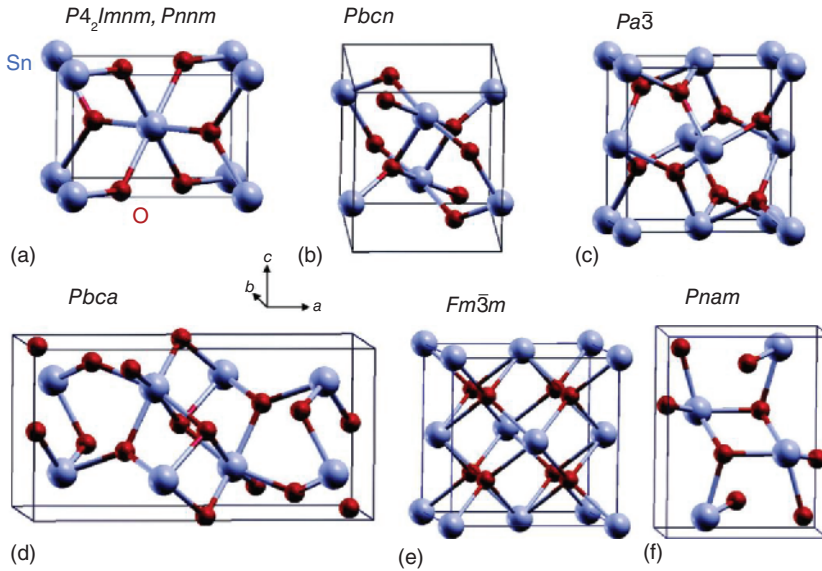 P4₂/mnm, Pnnm
Pbcn
Pa3̄
Sn
O
(a)
(b)
(c)
c
b
a
Pbca
Fm3̄m
Pnam
(d)
(e)
(f)